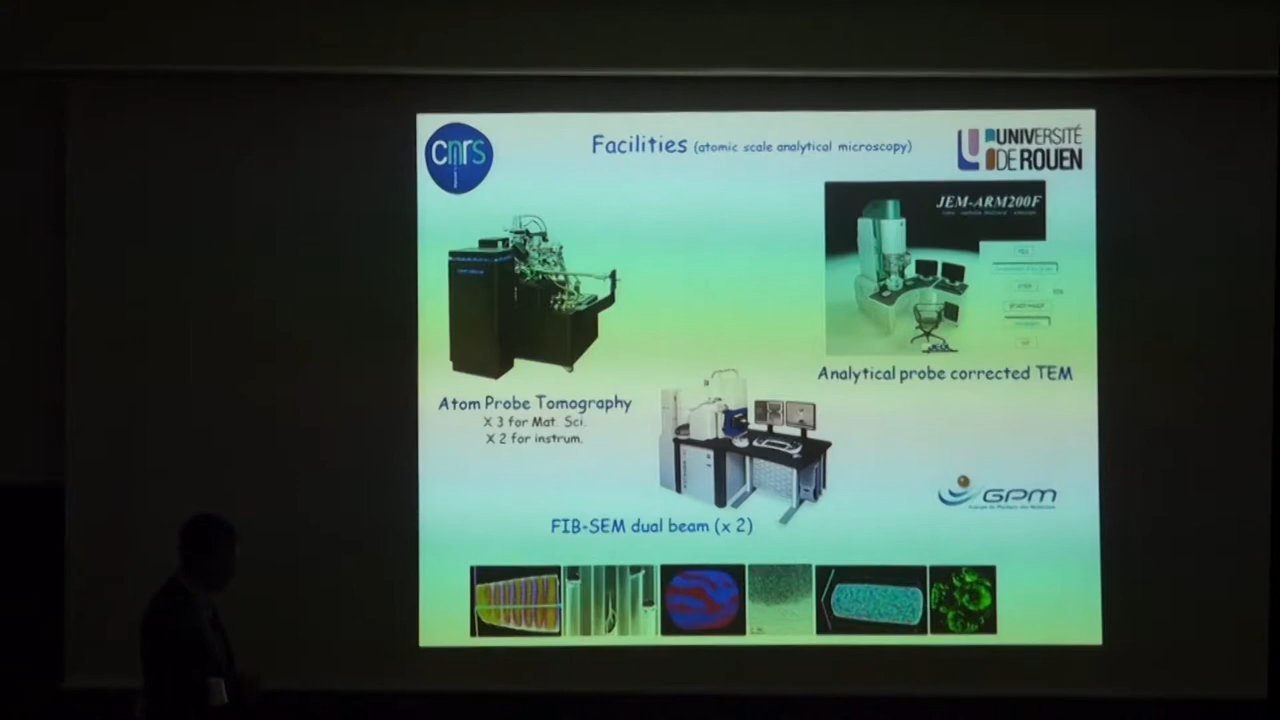 cnrs
Facilities (atomic scale analytical microscopy)
UNIVERSITÉ
DE ROUEN
JEM-ARM200F
Analytical probe corrected TEM
Atom Probe Tomography
X 3 for Mat. Sci.
X 2 for instrum.
GPM
FIB-SEM dual beam (x 2)